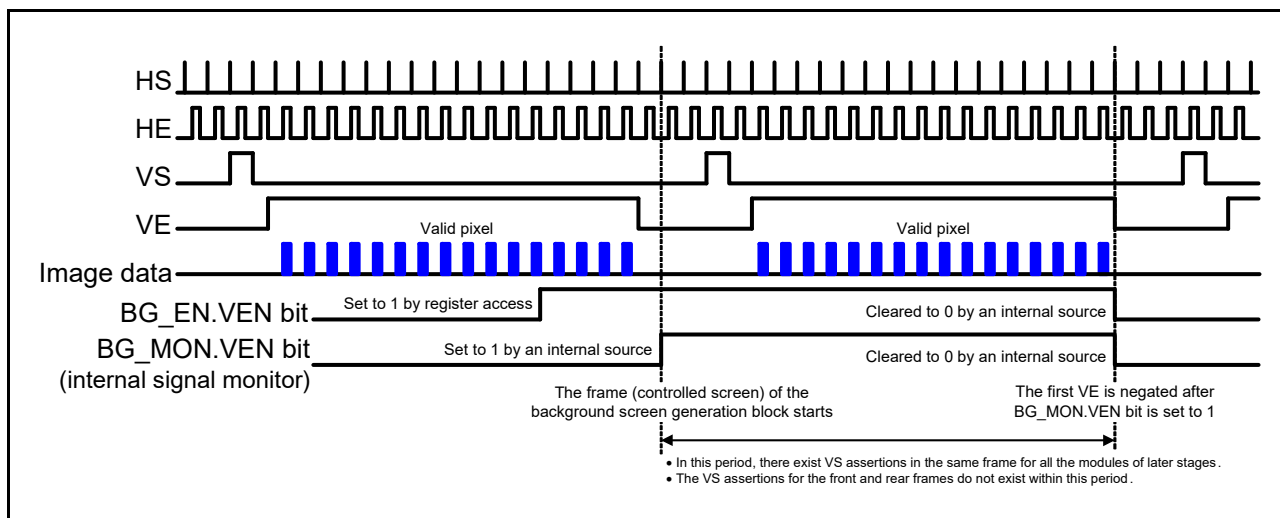 HS
HE
VS
VE
Valid pixel Valid pixel
Image data
BG_EN.VEN bit Set to 1 by register access Cleared to 0 by an internal source
BG_MON.VEN bit Set to 1 by an internal source Cleared to 0 by an internal source
(internal signal monitor)
The frame (controlled screen) of the
background screen generation block starts
The first VE is negated after
BG_MON.VEN bit is set to 1
• In this period, there exist VS assertions in the same frame for all the modules of later stages.
• The VS assertions for the front and rear frames do not exist within this period.